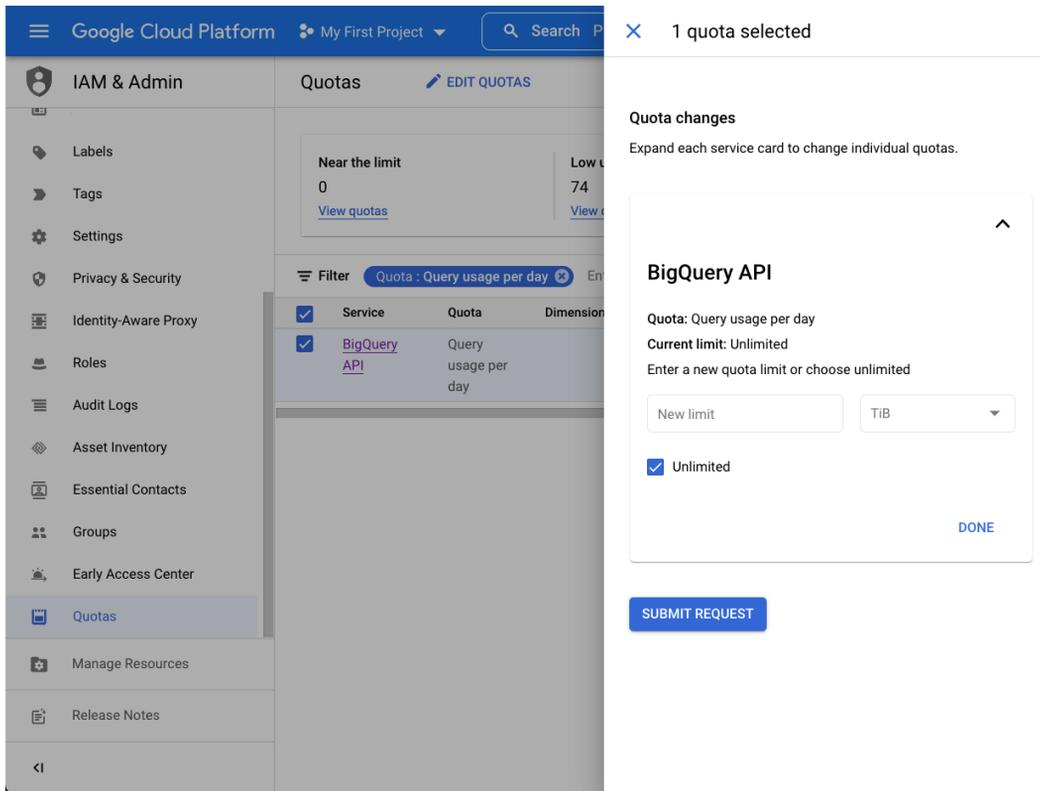 Google Cloud Platform
My First Project
Search
1 quota selected
IAM & Admin
Labels
Tags
Settings
Privacy & Security
Identity-Aware Proxy
Roles
Audit Logs
Asset Inventory
Essential Contacts
Groups
Early Access Center
Quotas
Manage Resources
Release Notes
Quotas
EDIT QUOTAS
Near the limit
0
View quotas
Low
74
View
Filter
Quota : Query usage per day
Service Quota Dimension
BigQuery
API
Query
usage per
day
Quota changes
Expand each service card to change individual quotas.
BigQuery API
Quota: Query usage per day
Current limit: Unlimited
Enter a new quota limit or choose unlimited
New limit
TiB
Unlimited
DONE
SUBMIT REQUEST